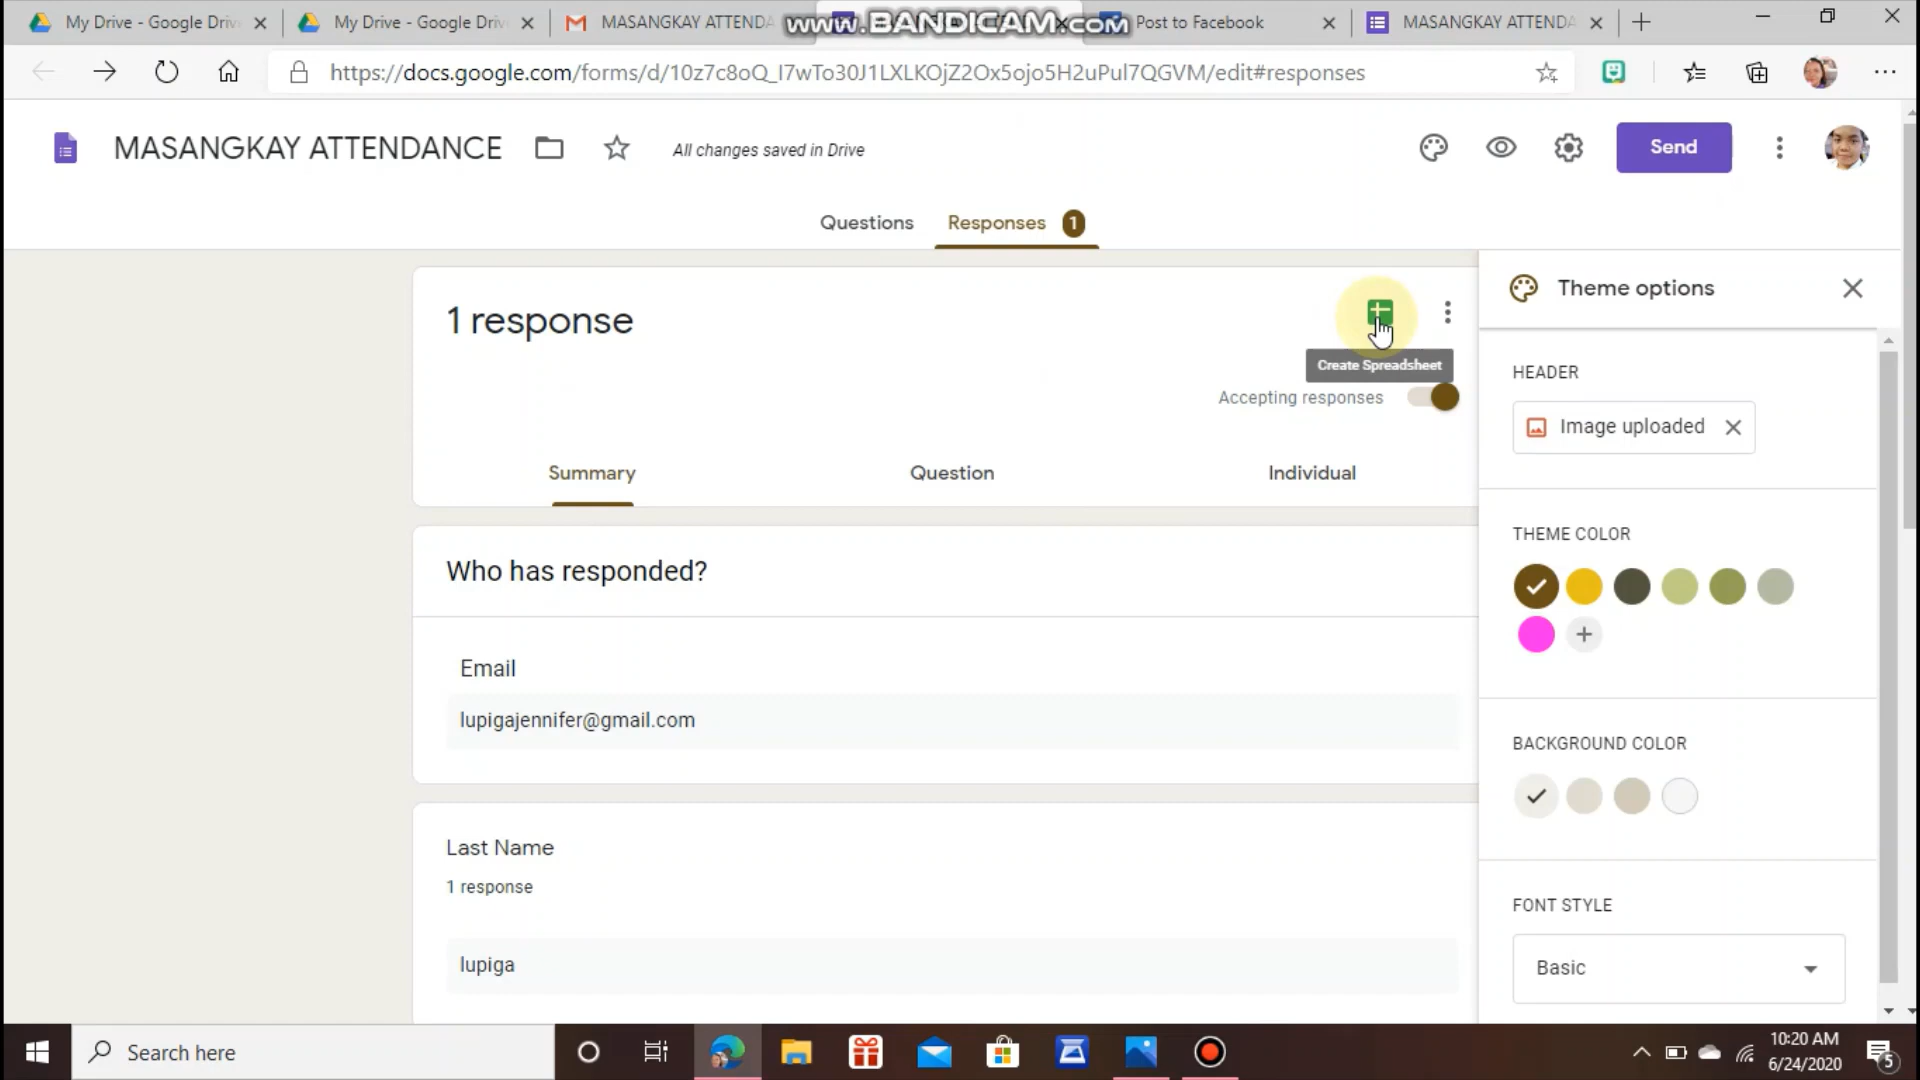 My Drive - Google Driv
My Drive - Google Driv
MASANGKAY ATTENDA
www.BANDICAM.com
Post to Facebook
MASANGKAY ATTENDA
https://docs.google.com/forms/d/10z7c8oQ_I7wTo30J1LXLKOjZ2Ox5ojo5H2uPul7QGVM/edit#responses
MASANGKAY ATTENDANCE
All changes saved in Drive
Send
Questions
Responses 1
1 response
Create Spreadsheet
Accepting responses
Summary
Question
Individual
Who has responded?
Email
lupigajennifer@gmail.com
Last Name
1 response
lupiga
Theme options
HEADER
Image uploaded
THEME COLOR
BACKGROUND COLOR
FONT STYLE
Basic
Search here
10:20 AM
6/24/2020
5